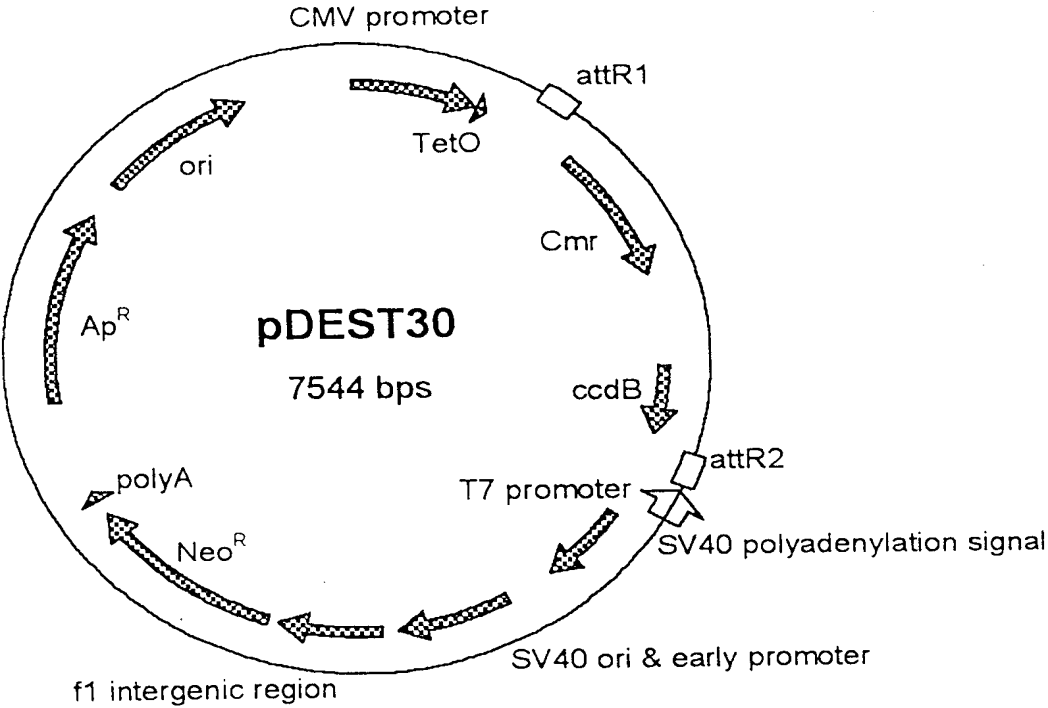 CMV promoter
attR1
TetO
ori
Cmr
Ap^R
pDEST30
7544 bps
ccdB
attR2
polyA
T7 promoter
Neo^R
SV40 polyadenylation signal
SV40 ori & early promoter
f1 intergenic region